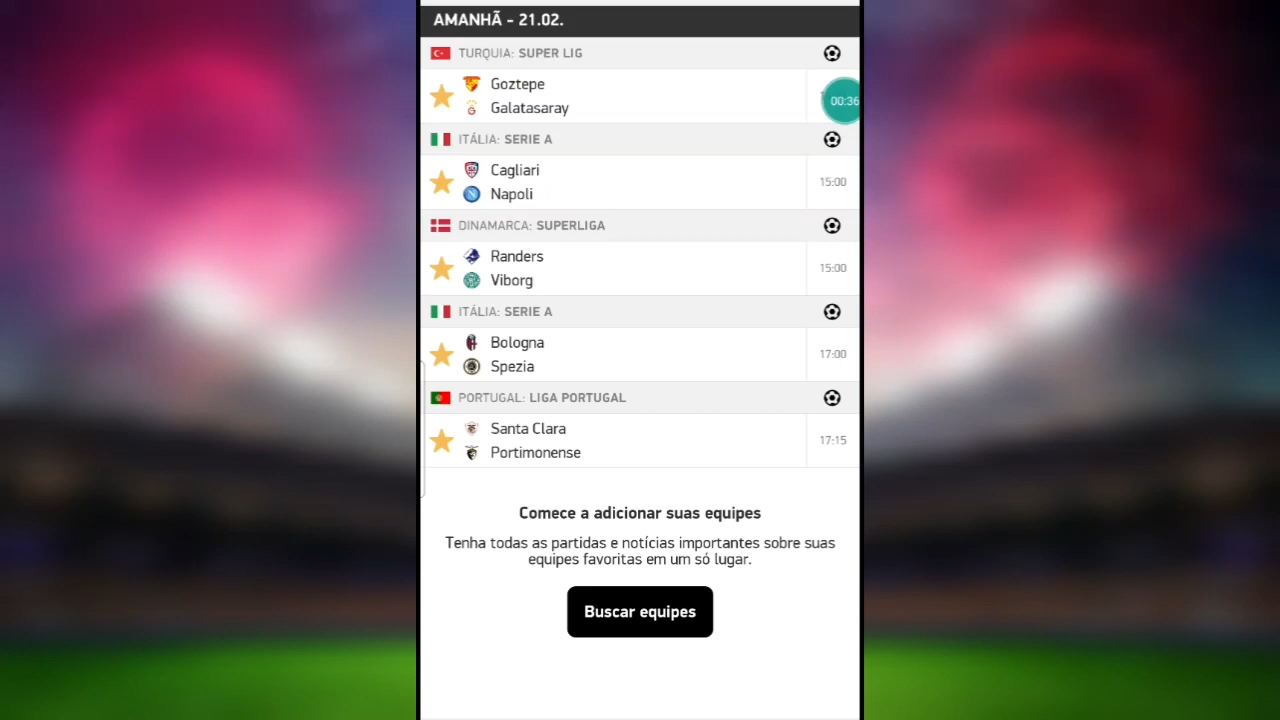 AMANHÃ - 21.02.
TURQUIA: SUPER LIG
Goztepe
Galatasaray
00:36
ITÁLIA: SERIE A
Cagliari
Napoli
15:00
DINAMARCA: SUPERLIGA
Randers
Viborg
15:00
ITÁLIA: SERIE A
Bologna
Spezia
17:00
PORTUGAL: LIGA PORTUGAL
Santa Clara
Portimonense
17:15
Comece a adicionar suas equipes
Tenha todas as partidas e notícias importantes sobre suas
equipes favoritas em um só lugar.
Buscar equipes